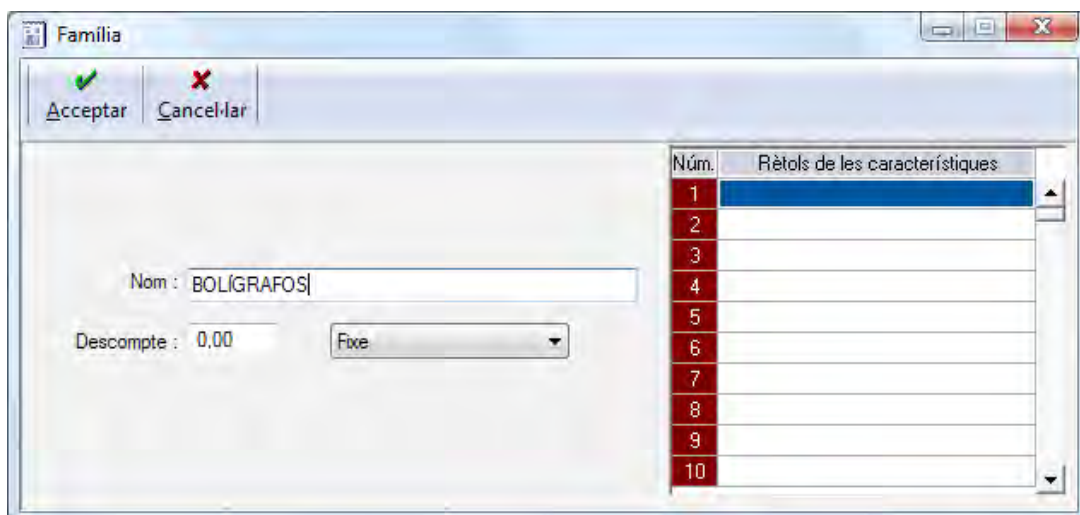 Família
Acceptar Cancel·lar
Núm. Rètols de les característiques
1
2
3
Nom : BOLÍGRAFOS
4
5
Descompte : 0,00 Fixe
6
7
8
9
10